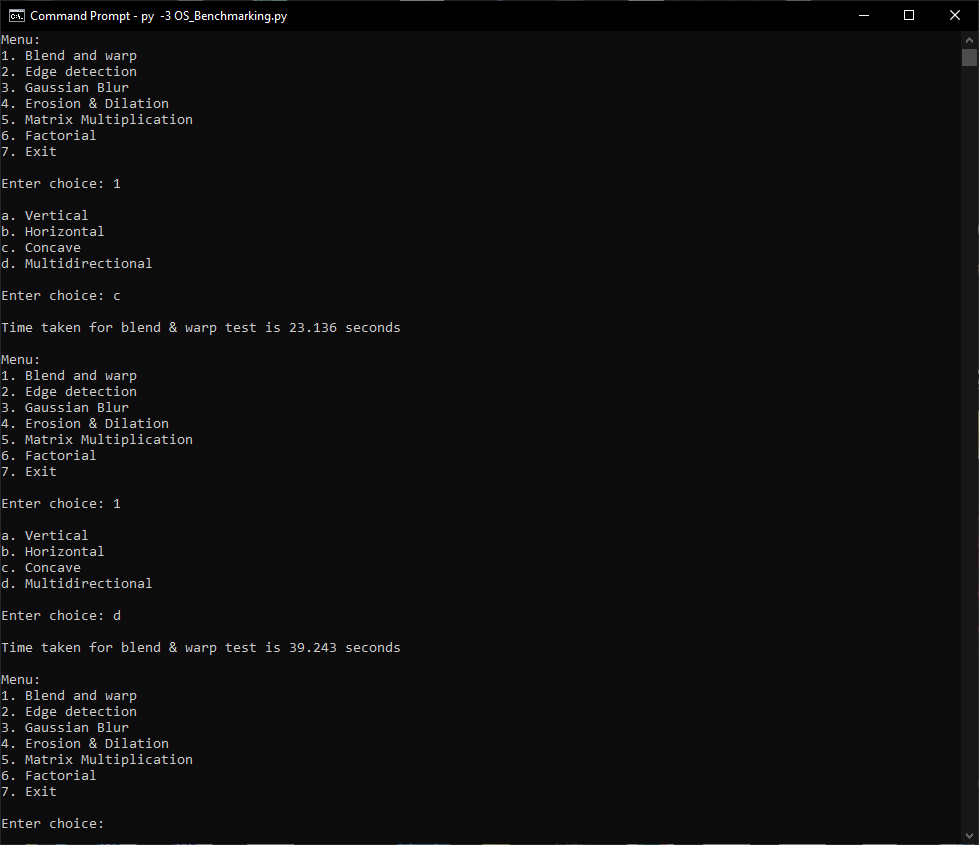 Command Prompt - py -3 OS_Benchmarking.py
Menu:
1. Blend and warp
2. Edge detection
3. Gaussian Blur
4. Erosion & Dilation
5. Matrix Multiplication
6. Factorial
7. Exit
Enter choice: 1
a. Vertical
b. Horizontal
c. Concave
d. Multidirectional
Enter choice: c
Time taken for blend & warp test is 23.136 seconds
Menu:
1. Blend and warp
2. Edge detection
3. Gaussian Blur
4. Erosion & Dilation
5. Matrix Multiplication
6. Factorial
7. Exit
Enter choice: 1
a. Vertical
b. Horizontal
c. Concave
d. Multidirectional
Enter choice: d
Time taken for blend & warp test is 39.243 seconds
Menu:
1. Blend and warp
2. Edge detection
3. Gaussian Blur
4. Erosion & Dilation
5. Matrix Multiplication
6. Factorial
7. Exit
Enter choice: